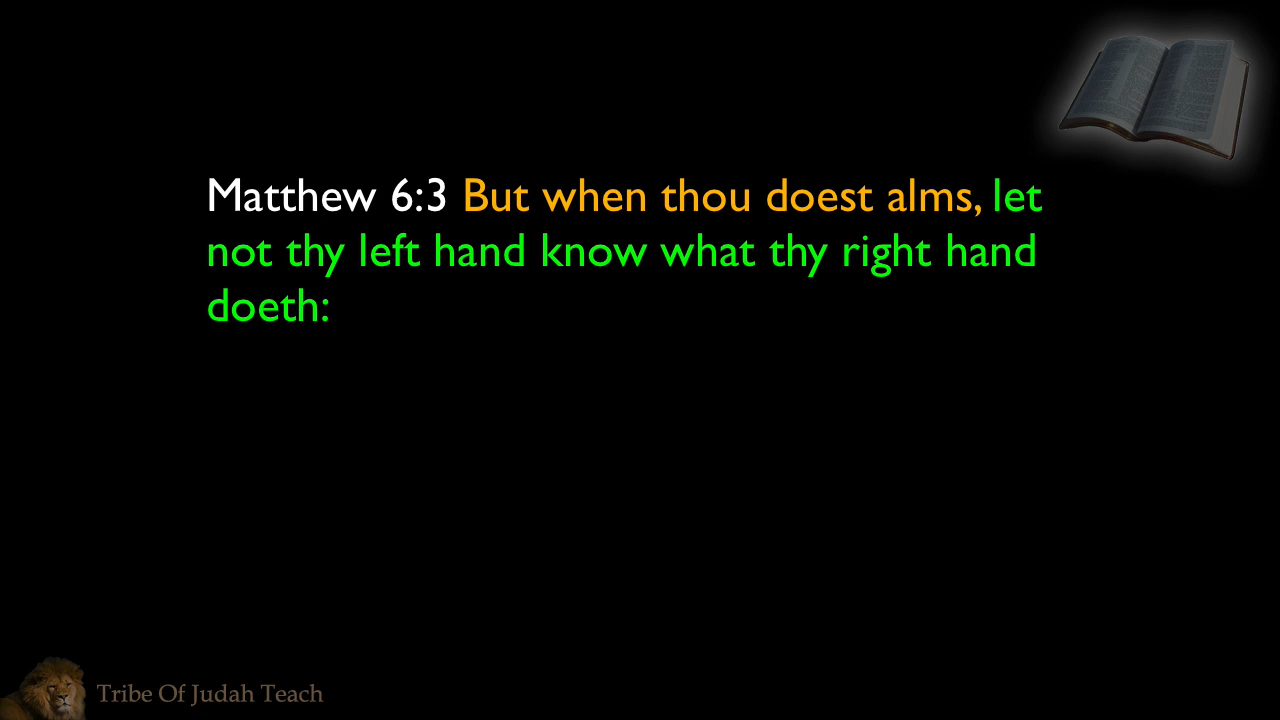 Matthew 6:3 But when thou doest alms, let
not thy left hand know what thy right hand
doeth:
Tribe Of Judah Teach